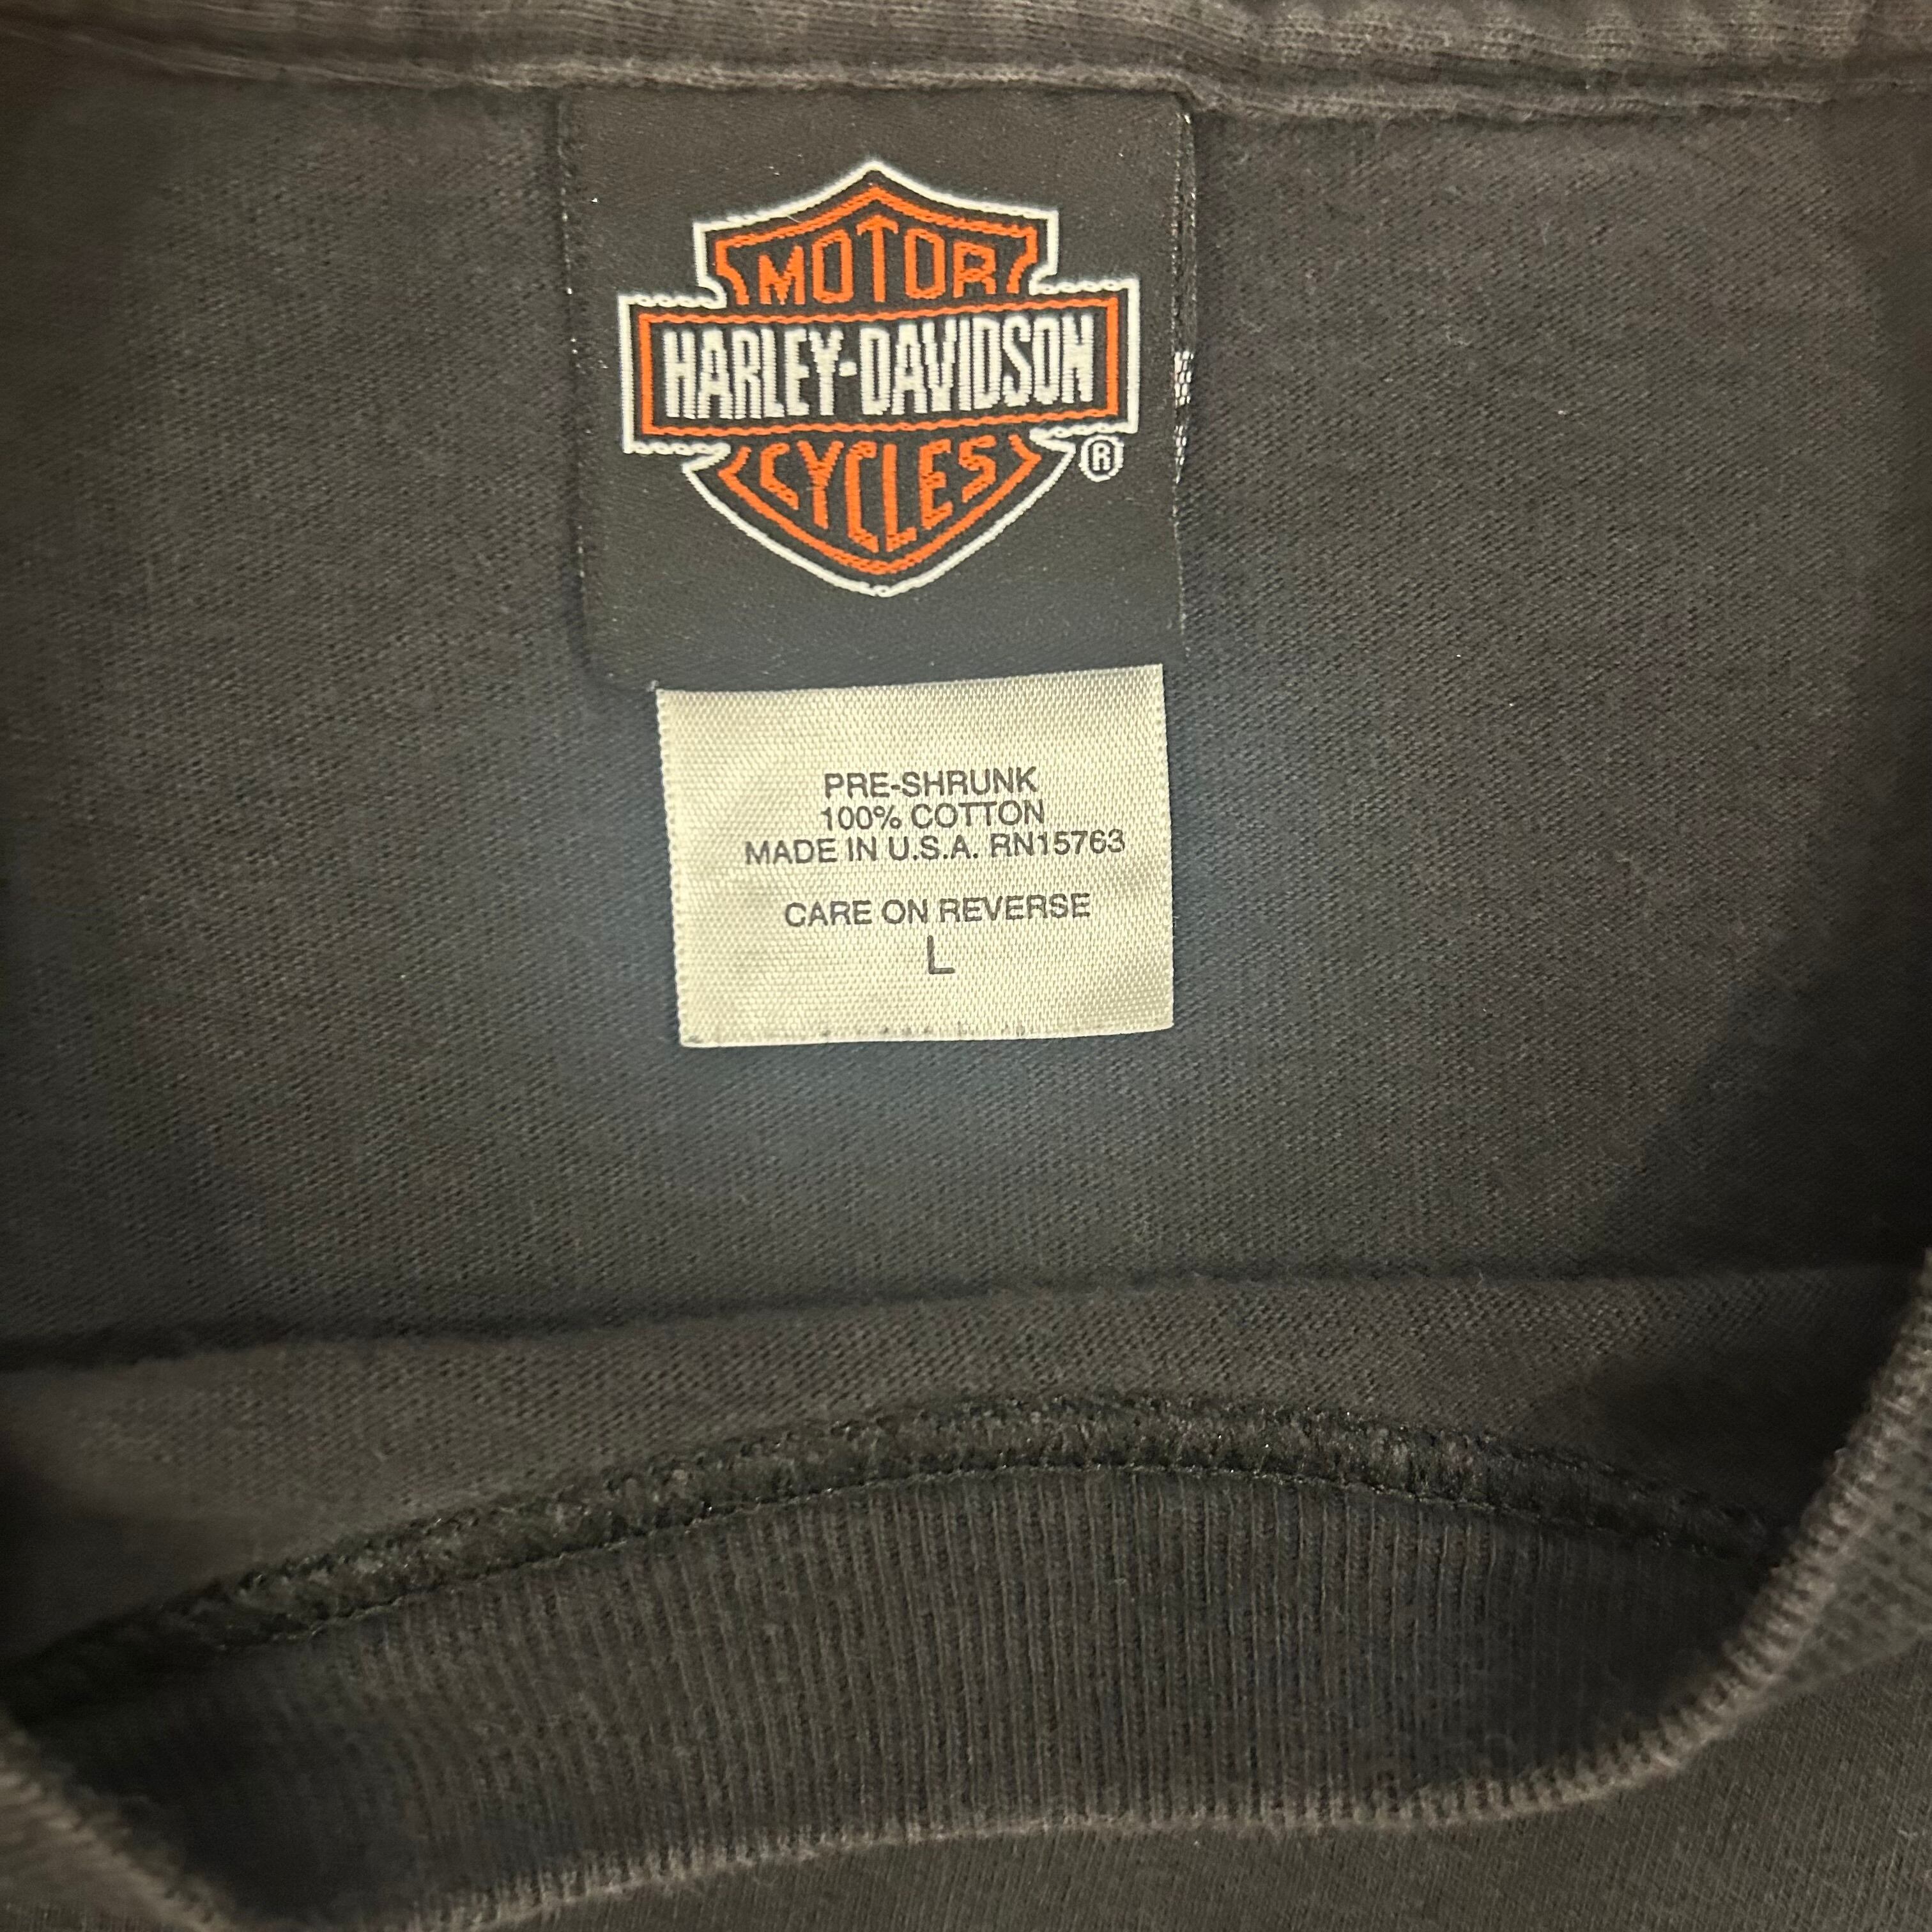 MOTOR
HARLEY-DAVIDSON
CYCLES
®
PRE-SHRUNK
100% COTTON
MADE IN U.S.A. RN15763
CARE ON REVERSE
L